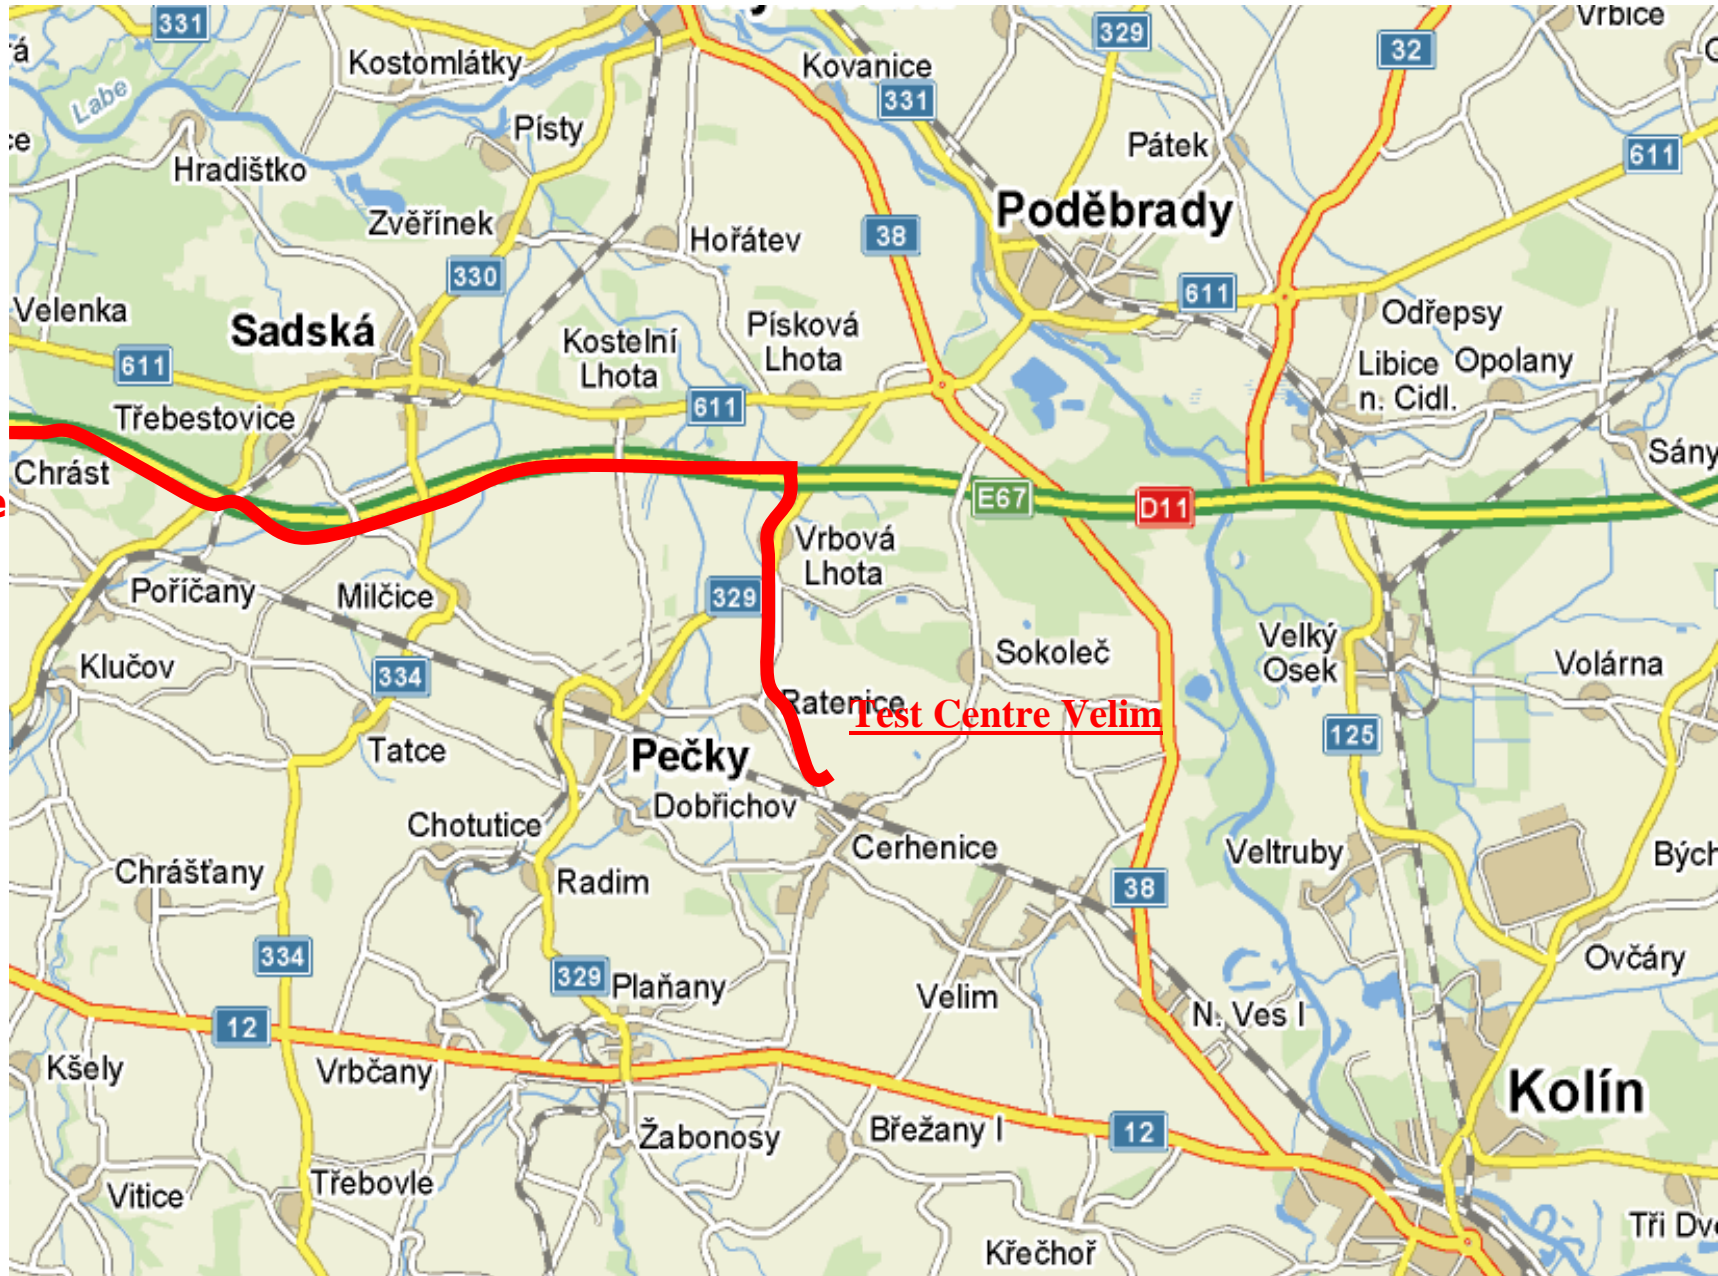 331
Vrbice
329
32
Kostomlátky
Kovanice
331
Labe
Písty
Pátek
611
Hradištko
Poděbrady
Zvěřínek
Hořátev
38
330
611
Velenka
Sadská
Kostelní
Lhota
Písková
Lhota
Odřepsy
611
Libice
n. Cidl.
Opolany
611
Třebestovice
Sány
Chrást
E67
D11
Vrbová
Lhota
Poříčany
Milčice
329
Velký
Osek
Sokoleč
Klučov
334
Volárna
Ratenice
Test Centre Velim
125
Tatce
Pečky
Dobřichov
Chotutice
Cerhenice
Veltruby
Chrášťany
Radim
38
334
329
Plaňany
Ovčáry
Velim
N. Ves I
12
Kšely
Vrbčany
Kolín
Žabonosy
Břežany I
12
Vitice
Třebovle
Křečhoř